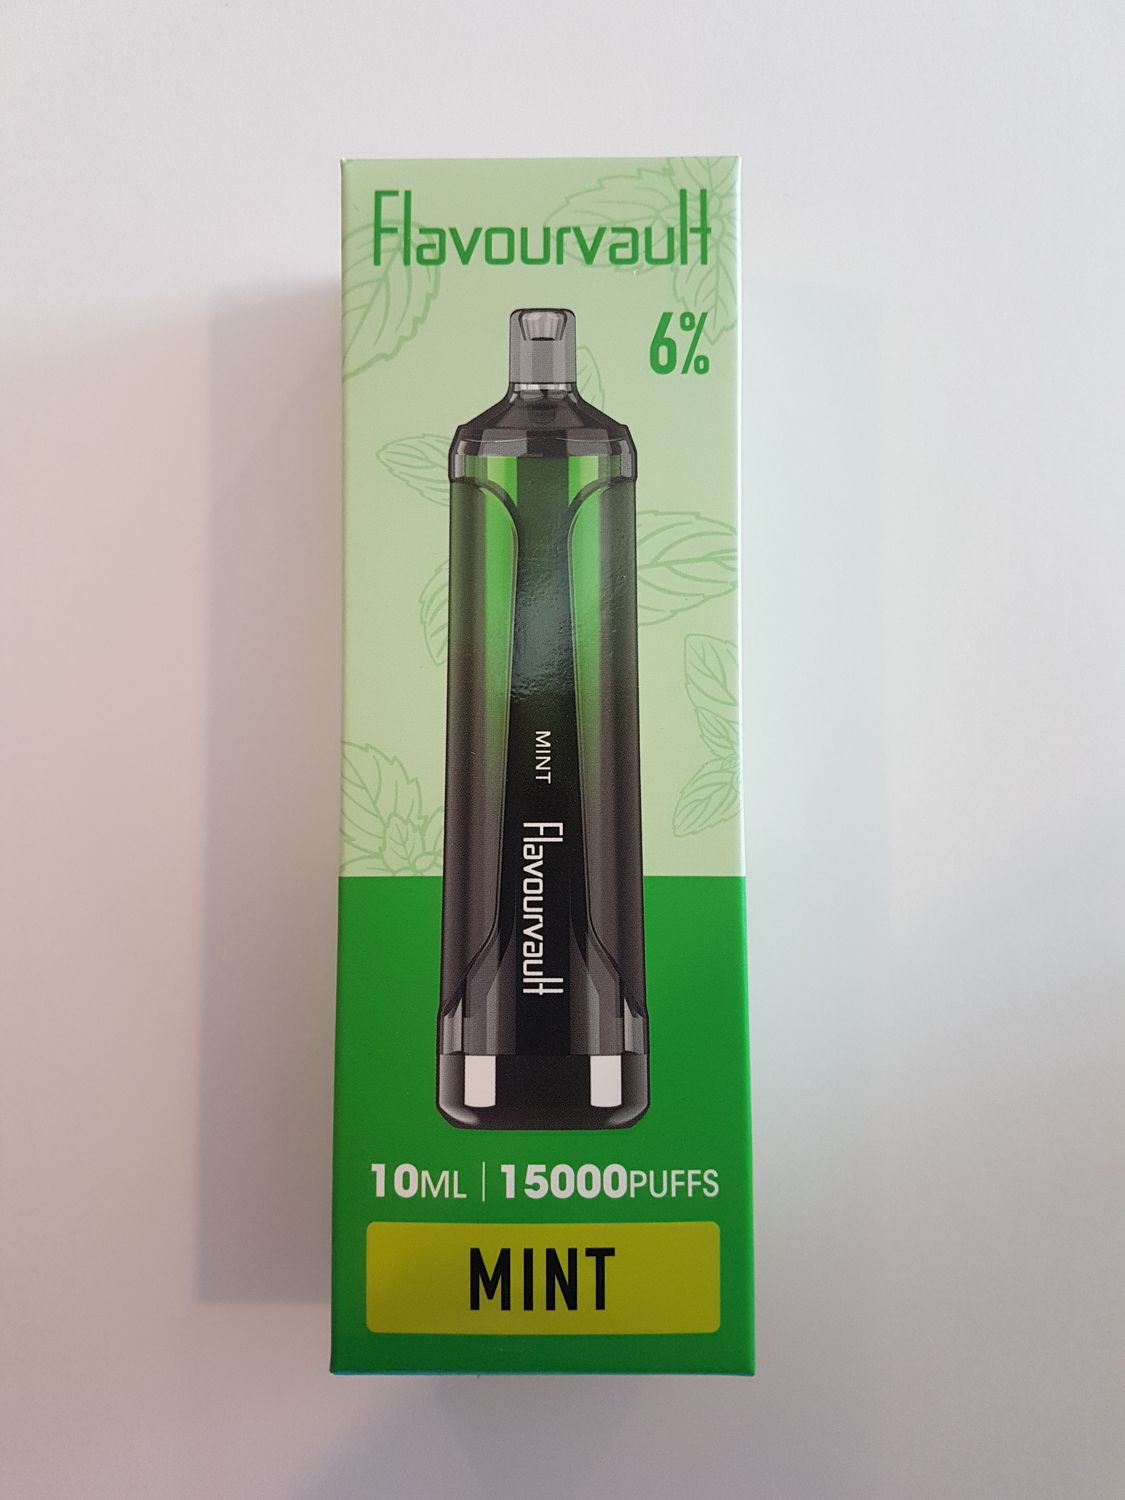 Flavourvault
6%
MINT
Flavourvault
10ML | 15000PUFFS
MINT